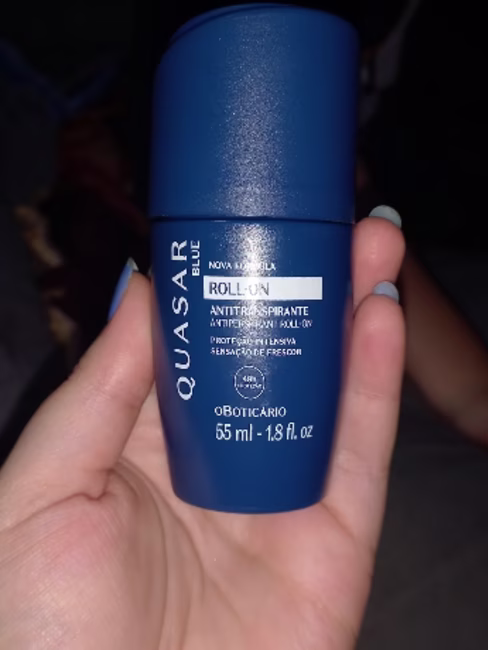 QUASAR
BLUE
NOVA FÓRMULA
ROLL-ON
ANTITRANSPIRANTE
ANTIPERSPIRANT ROLL-ON
PROTEÇÃO INTENSIVA
SENSAÇÃO DE FRESCOR
48H
oBOTICÁRIO
55 ml - 1.8 fl. oz